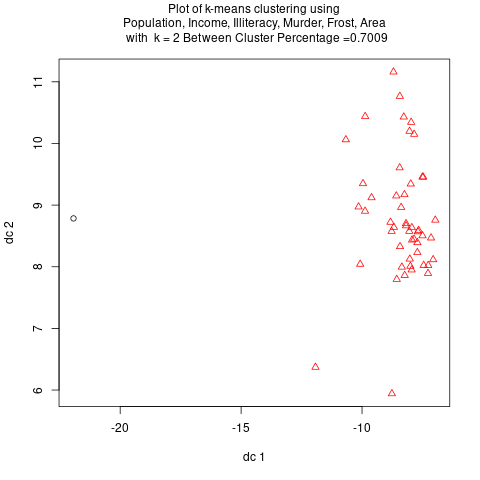 Plot of k-means clustering using
Population, Income, Illiteracy, Murder, Frost, Area
with k = 2 Between Cluster Percentage =0.7009
11
10
9
8
7
6
dc 2
-20
-15
-10
dc 1